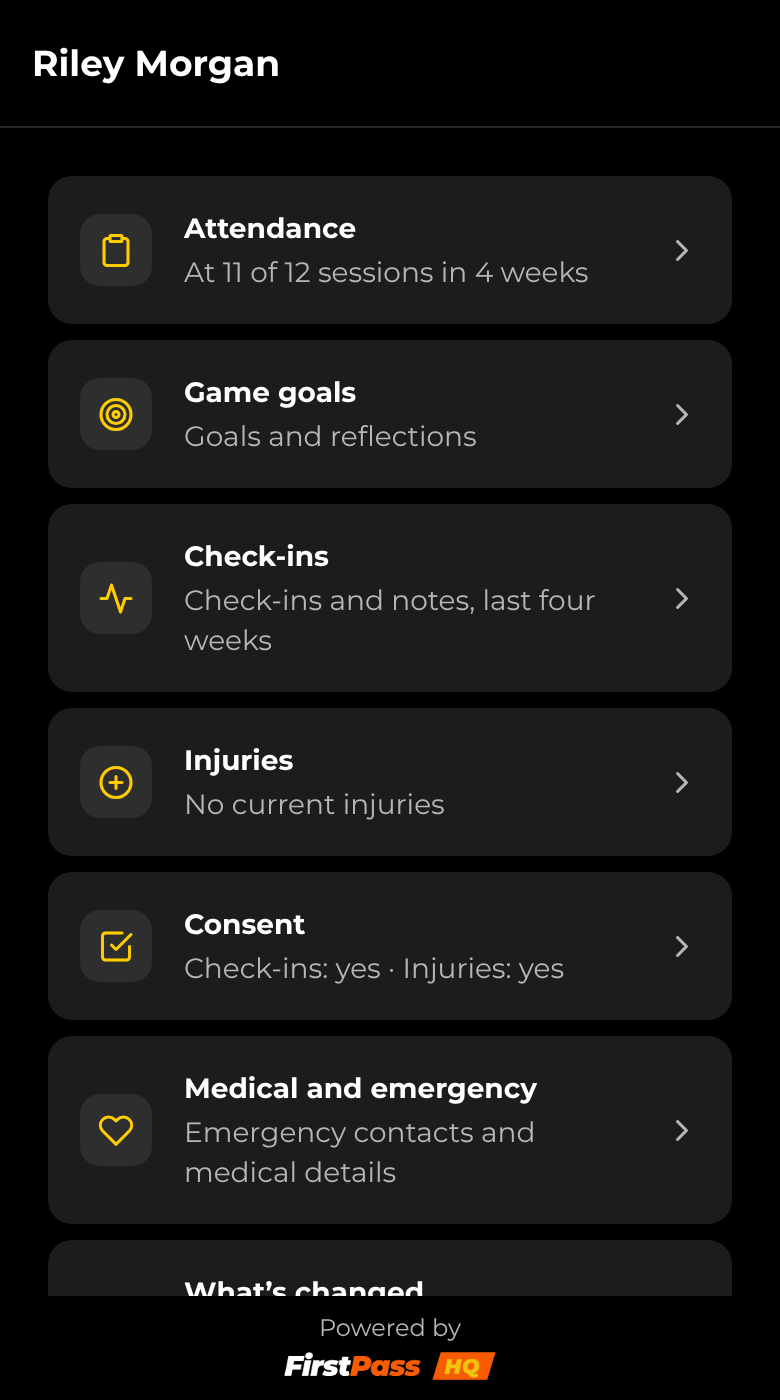 Riley Morgan
Attendance
At 11 of 12 sessions in 4 weeks
Game goals
Goals and reflections
Check-ins
Check-ins and notes, last four
weeks
Injuries
No current injuries
Consent
Check-ins: yes · Injuries: yes
Medical and emergency
Emergency contacts and
medical details
What’s changed
Powered by
FirstPass HQ